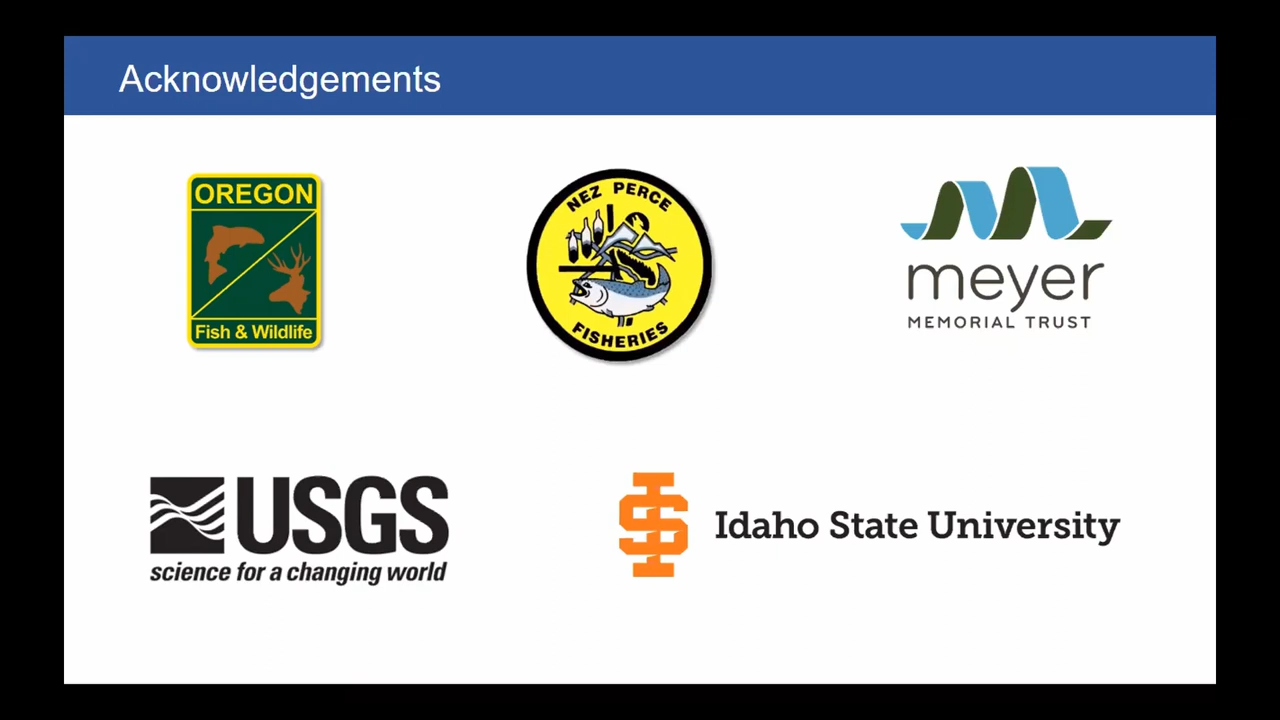 Acknowledgements
OREGON
Fish & Wildlife
NEZ PERCE
FISHERIES
meyer
MEMORIAL TRUST
USGS
science for a changing world
Idaho State University